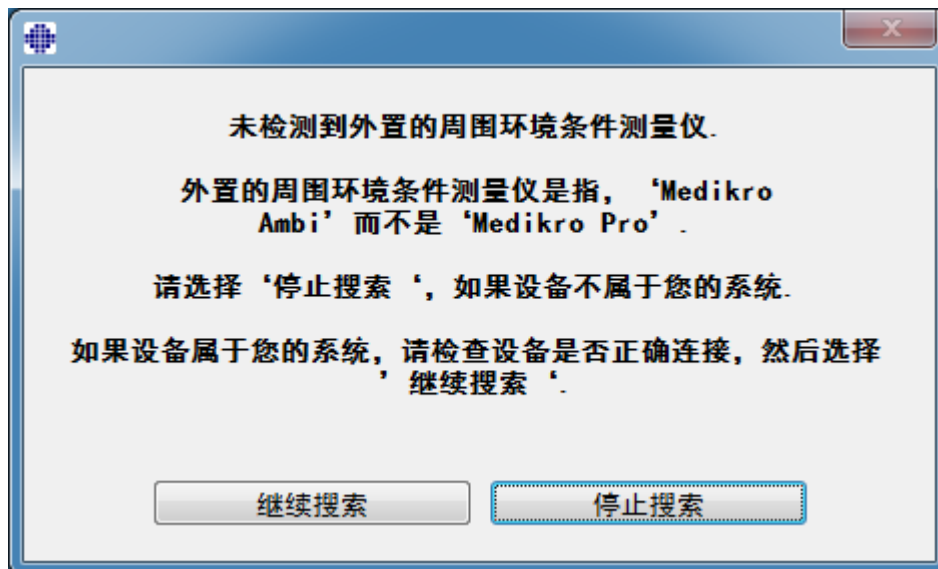 未检测到外置的周围环境条件测量仪.
外置的周围环境条件测量仪是指，‘Medikro
Ambi’而不是‘Medikro Pro’.
请选择‘停止搜索‘，如果设备不属于您的系统.
如果设备属于您的系统，请检查设备是否正确连接，然后选择
’继续搜索‘.
继续搜索
停止搜索